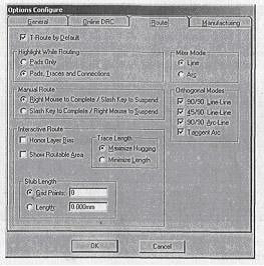 Options Configure
General
Online DRC
Route
Manufacturing
T-Route by Default
Highlight While Routing
Pads Only
Pads, Traces and Connections
Miter Mode
Line
Arc
Manual Route
Right Mouse to Complete / Slash Key to Suspend
Slash Key to Complete / Right Mouse to Suspend
Orthogonal Modes
90/90 Line-Line
45/90 Line-Line
90/90 Arc-Line
Tangent Arc
Interactive Route
Honor Layer Bias
Show Routable Area
Trace Length
Maximize Hugging
Minimize Length
Stub Length
Grid Points: 0
Length: 0.000mm
OK
Cancel